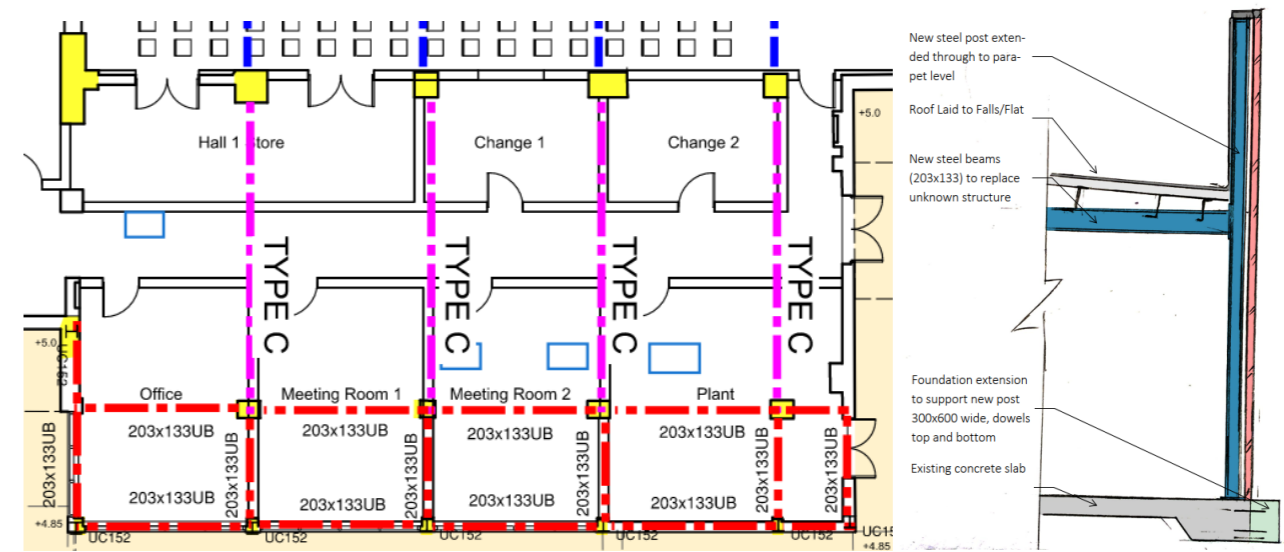 Hall 1 Store
Change 1
Change 2
+5.0
TYPE C
TYPE C
TYPE C
TYPE C
+5.0
UC152
Office
Meeting Room 1
Meeting Room 2
Plant
203x133UB
203x133UB
203x133UB
203x133UB
203x133UB
203x133UB
203x133UB
203x133UB
203x133UB
203x133UB
203x133UB
203x133UB
203x133UB
203x133UB
+4.85
UC152
UC152
UC152
UC152
UC15
+4.85
New steel post exten-
ded through to para-
pet level
Roof Laid to Falls/Flat
New steel beams
(203x133) to replace
unknown structure
Foundation extension
to support new post
300x600 wide, dowels
top and bottom
Existing concrete slab